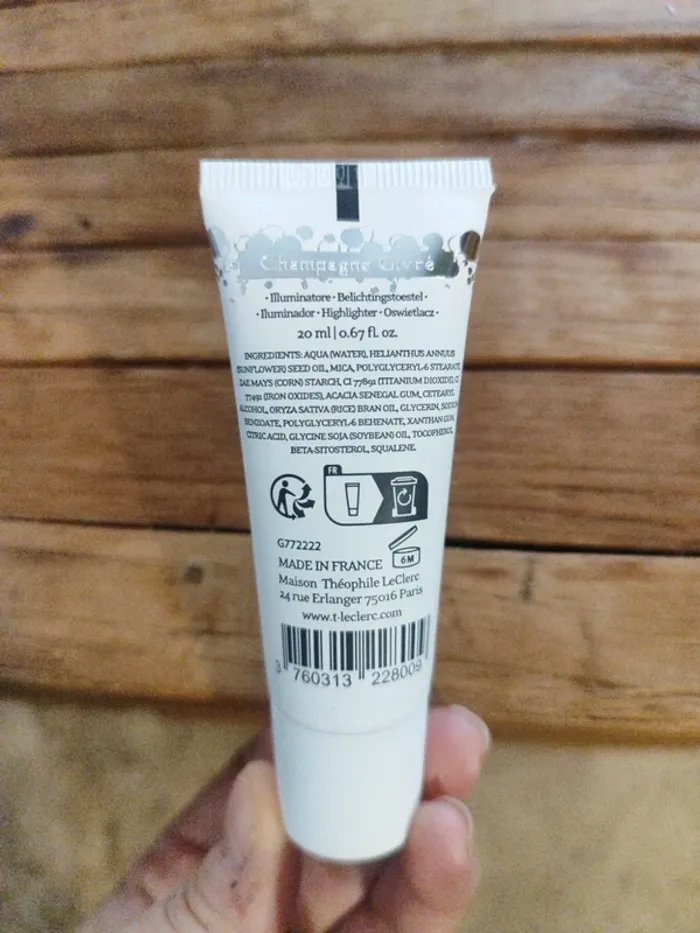 Champagne Givré
· Illuminatore · Belichtingstoestel ·
· Iluminador · Highlighter · Oswietlacz ·
20 ml | 0.67 fl. oz.
INGREDIENTS: AQUA (WATER), HELIANTHUS ANNUUS
(SUNFLOWER) SEED OIL, MICA, POLYGLYCERYL-6 STEARATE,
ZAE MAYS (CORN) STARCH, CI 77891 (TITANIUM DIOXIDE), CI
77491 (IRON OXIDES), ACACIA SENEGAL GUM, CETEARYL
ALCOHOL, ORYZA SATIVA (RICE) BRAN OIL, GLYCERIN, SODIUM
BENZOATE, POLYGLYCERYL-6 BEHENATE, XANTHAN GUM,
CITRIC ACID, GLYCINE SOJA (SOYBEAN) OIL, TOCOPHEROL,
BETA-SITOSTEROL, SQUALENE.
FR
G772222
6M
MADE IN FRANCE
Maison Théophile LeClerc
24 rue Erlanger 75016 Paris
www.t-leclerc.com
3 760313 228009